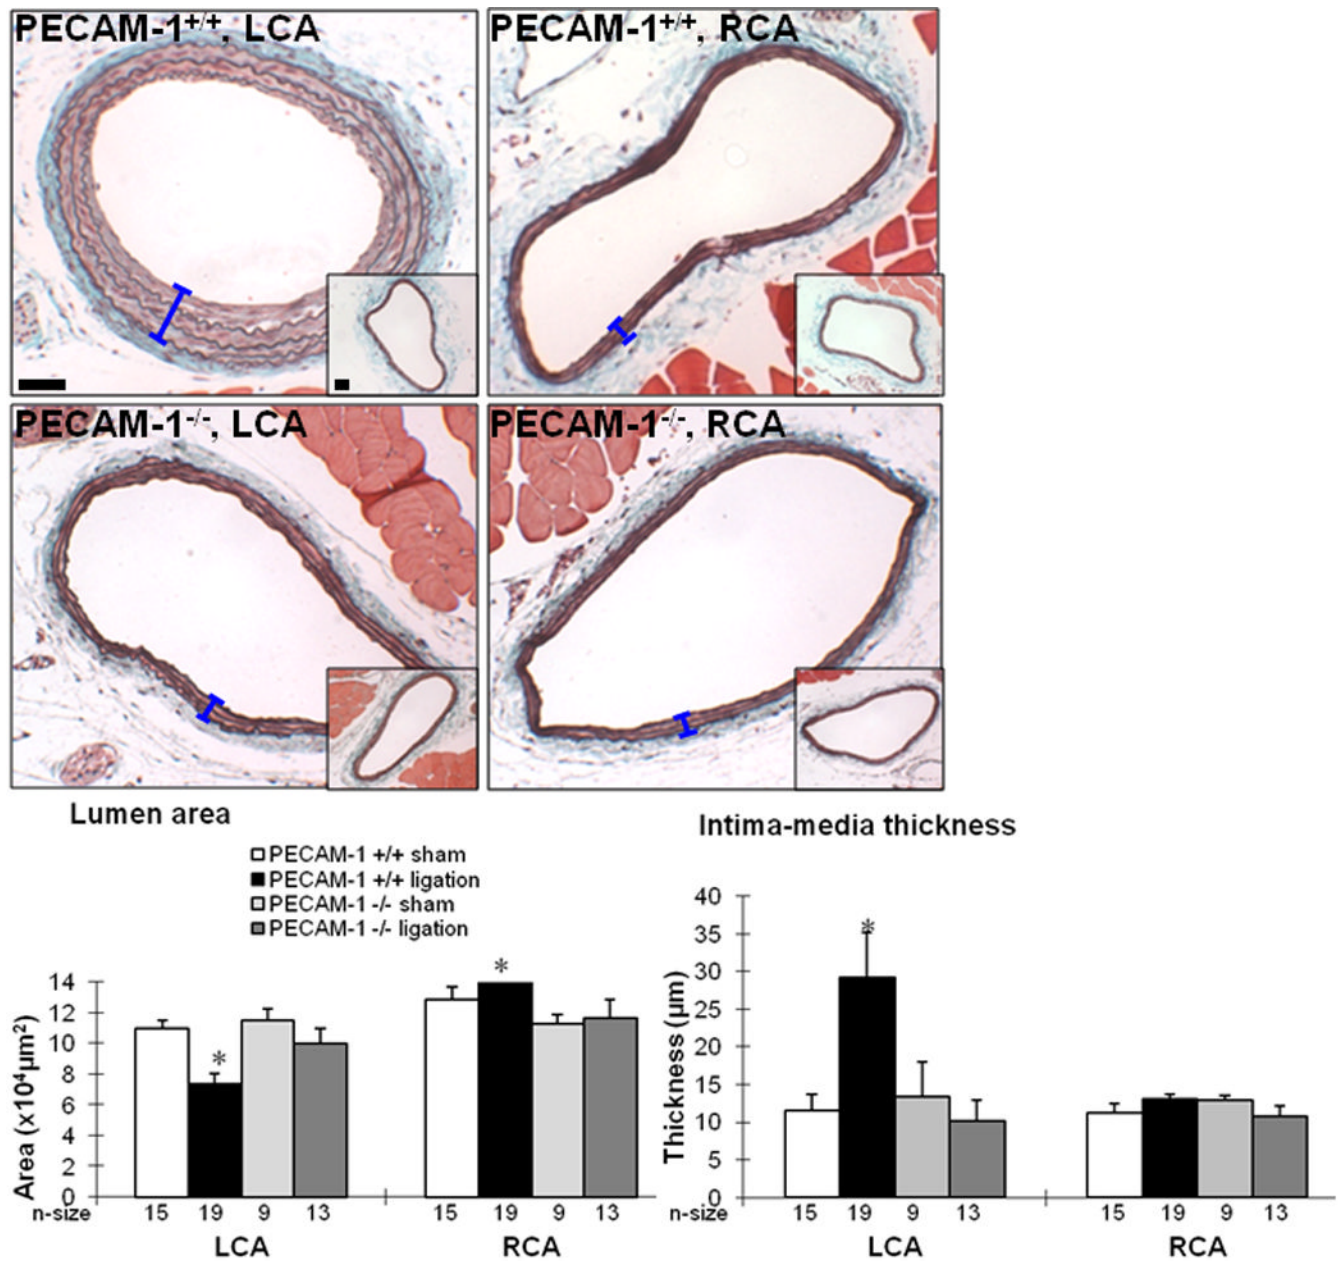 PECAM-1+/+, LCA
PECAM-1+/+, RCA
PECAM-1-/-, LCA
PECAM-1-/-, RCA
Lumen area
PECAM-1 +/+ sham
PECAM-1 +/+ ligation
PECAM-1 -/- sham
PECAM-1 -/- ligation
Area (x10⁴µm²)
14
12
10
8
6
4
2
0
*
*
n-size 15 19 9 13 15 19 9 13
LCA RCA
Intima-media thickness
Thickness (µm)
40
35
30
25
20
15
10
5
0
*
n-size 15 19 9 13 15 19 9 13
LCA RCA